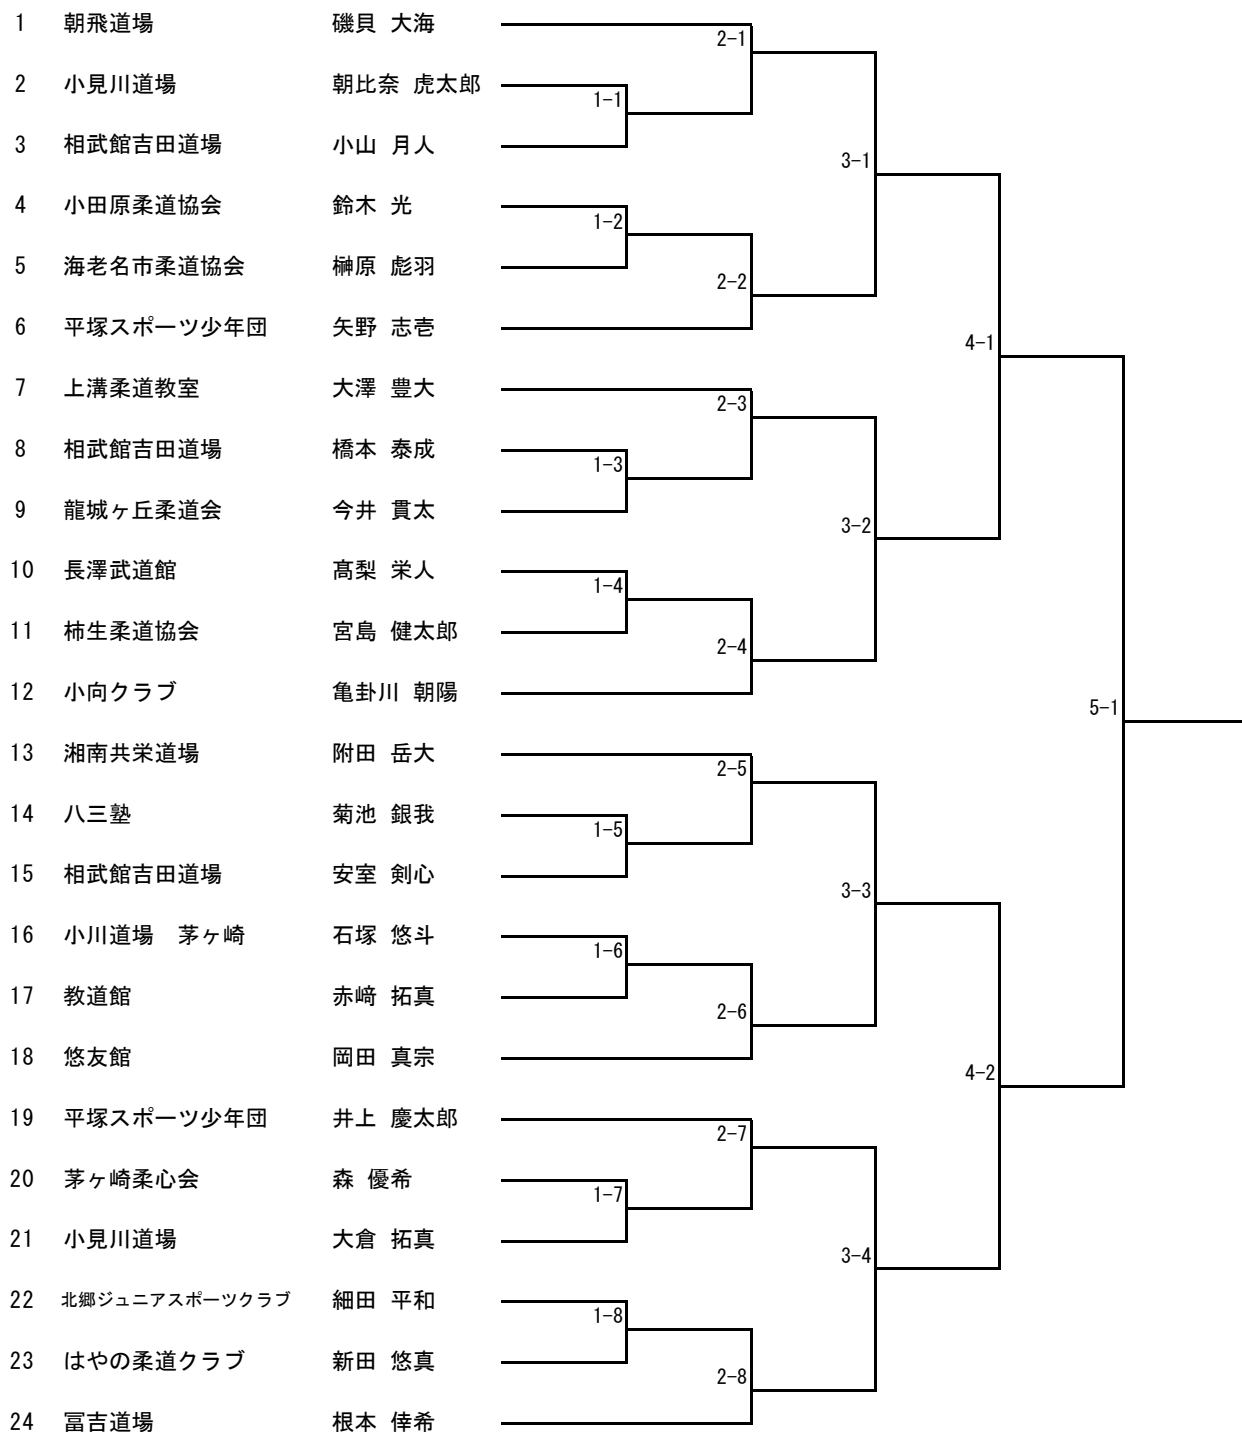 1 朝飛道場 磯貝 大海
2-1
2 小見川道場 朝比奈 虎太郎
1-1
3 相武館吉田道場 小山 月人
3-1
4 小田原柔道協会 鈴木 光
1-2
5 海老名市柔道協会 榊原 彪羽
2-2
6 平塚スポーツ少年団 矢野 志壱
4-1
7 上溝柔道教室 大澤 豊大
2-3
8 相武館吉田道場 橋本 泰成
1-3
9 龍城ヶ丘柔道会 今井 貫太
3-2
10 長澤武道館 髙梨 栄人
1-4
11 柿生柔道協会 宮島 健太郎
2-4
12 小向クラブ 亀卦川 朝陽
5-1
13 湘南共栄道場 附田 岳大
2-5
14 八三塾 菊池 銀我
1-5
15 相武館吉田道場 安室 剣心
3-3
16 小川道場　茅ヶ崎 石塚 悠斗
1-6
17 教道館 赤﨑 拓真
2-6
18 悠友館 岡田 真宗
4-2
19 平塚スポーツ少年団 井上 慶太郎
2-7
20 茅ヶ崎柔心会 森 優希
1-7
21 小見川道場 大倉 拓真
3-4
22 北郷ジュニアスポーツクラブ 細田 平和
1-8
23 はやの柔道クラブ 新田 悠真
2-8
24 冨吉道場 根本 倖希